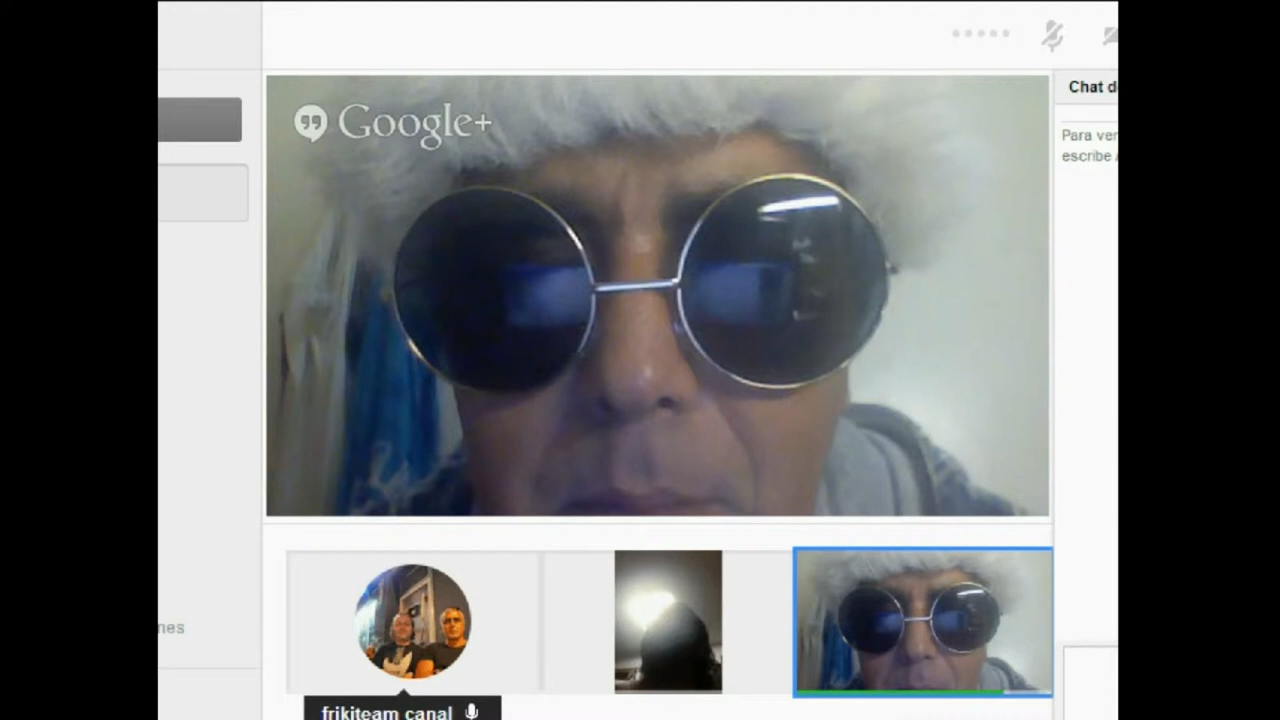 Google+
Chat d
Para ver
escribe
nes
frikiteam canal